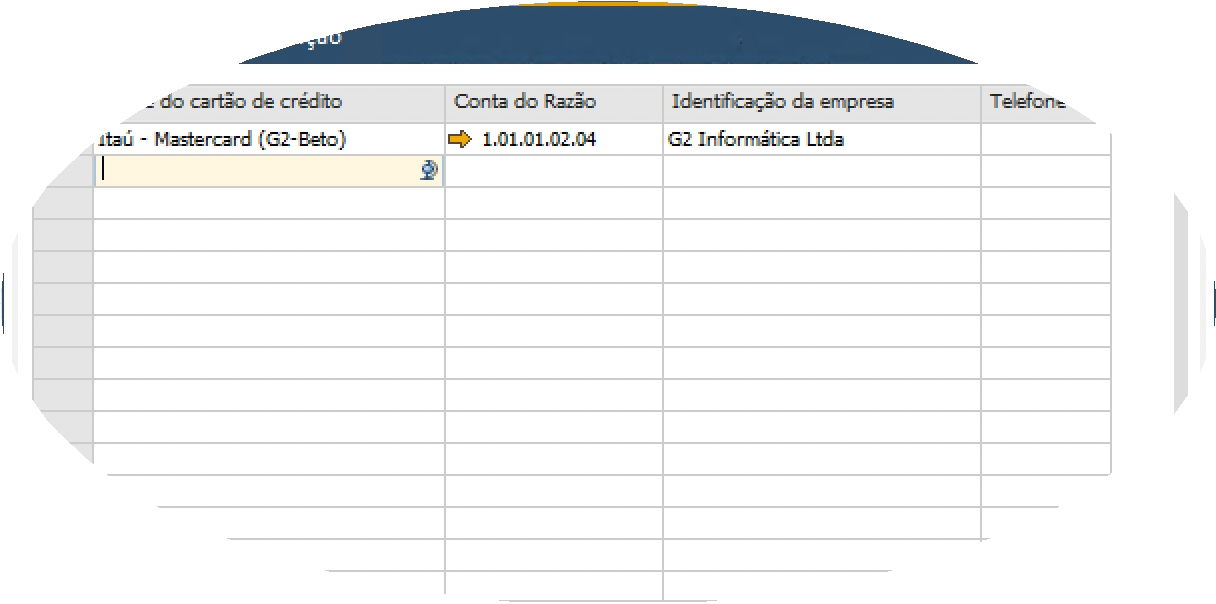 do cartão de crédito Conta do Razão Identificação da empresa Telefone
Itaú - Mastercard (G2-Beto) 1.01.01.02.04 G2 Informática Ltda